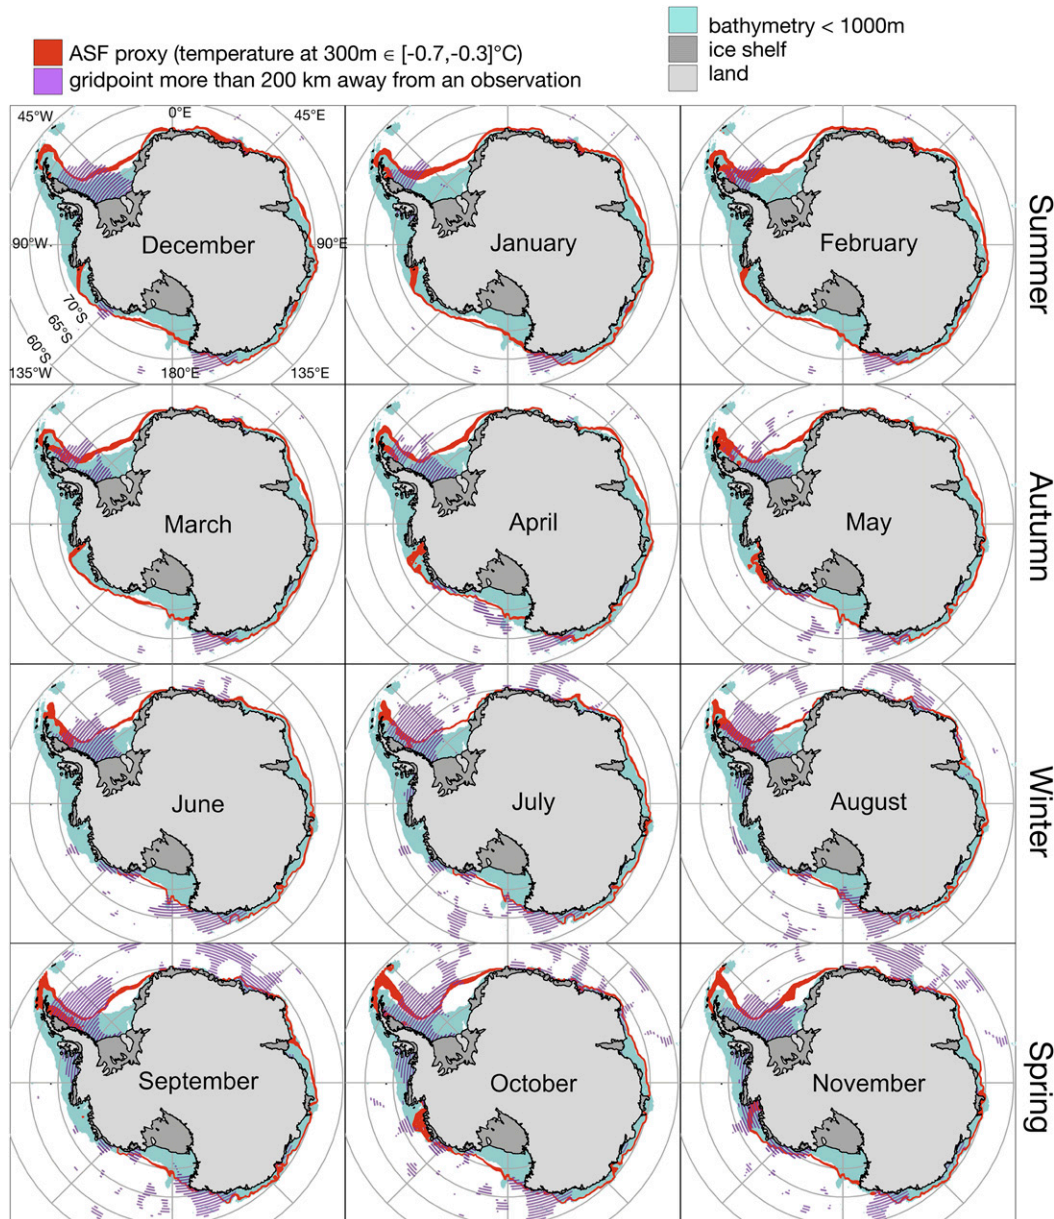 bathymetry < 1000m
ASF proxy (temperature at 300m ∈ [-0.7,-0.3]°C)
ice shelf
gridpoint more than 200 km away from an observation
land
45°W
0°E
45°E
90°W
90°E
70°S
65°S
60°S
135°W
180°E
135°E
December
January
February
Summer
March
April
May
Autumn
June
July
August
Winter
September
October
November
Spring